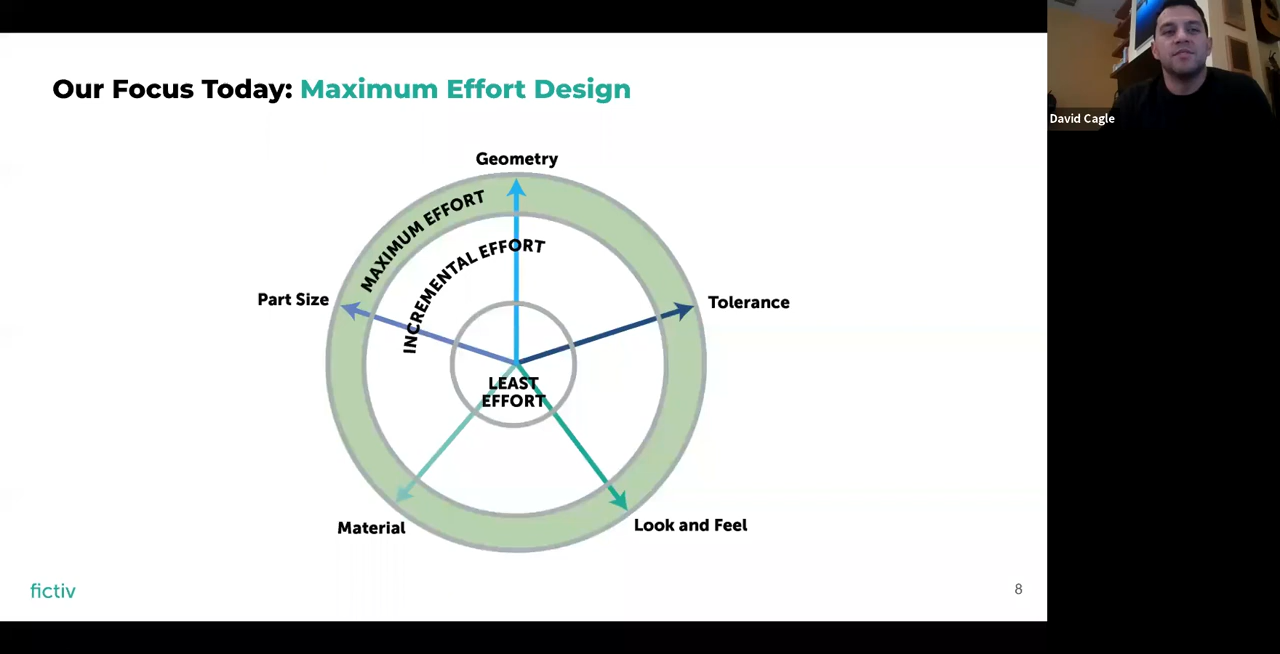 Our Focus Today: Maximum Effort Design
David Cagle
Geometry
MAXIMUM EFFORT
INCREMENTAL EFFORT
Part Size
Tolerance
LEAST
EFFORT
Material
Look and Feel
fictiv
8